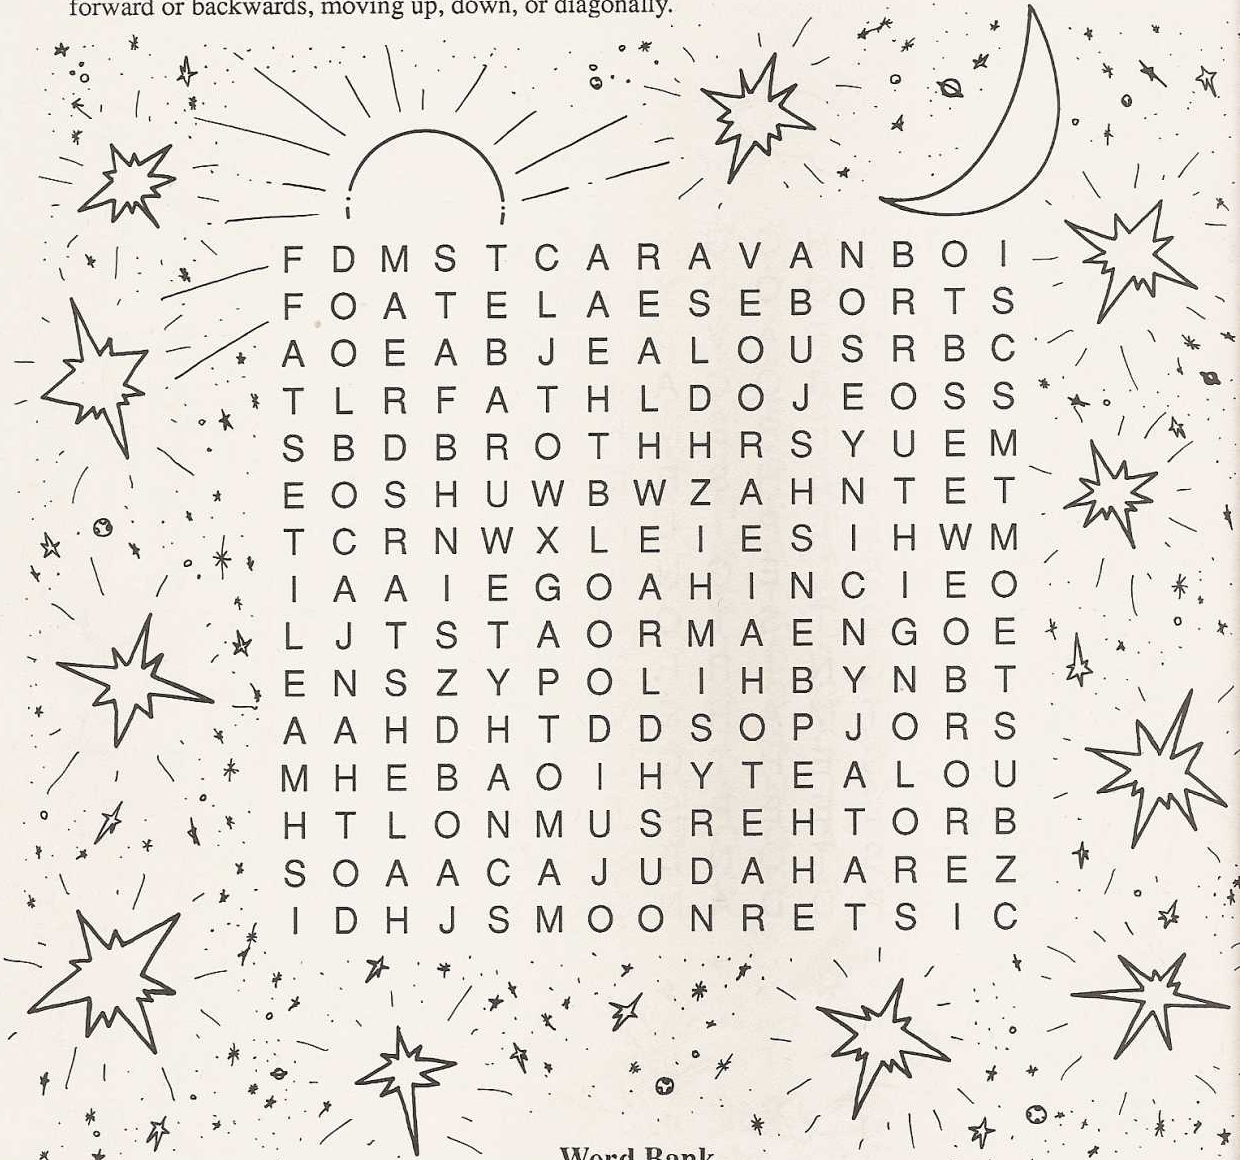 forward or backwards, moving up, down, or diagonally.
F D M S T C A R A V A N B O I
F O A T E L A E S E B O R T S
A O E A B J E A L O U S R B C
T L R F A T H L D O J E O S S
S B D B R O T H H R S Y U E M
E O S H U W B W Z A H N T E T
T C R N W X L E I E S I H W M
I A A I E G O A H I N C I E O
L J T S T A O R M A E N G O E
E N S Z Y P O L I H B Y N B T
A A H D H T D D S O P J O R S
M H E B A O I H Y T E A L O U
H T L O N M U S R E H T O R B
S O A A C A J U D A H A R E Z
I D H J S M O O N R E T S I C
Word Bank